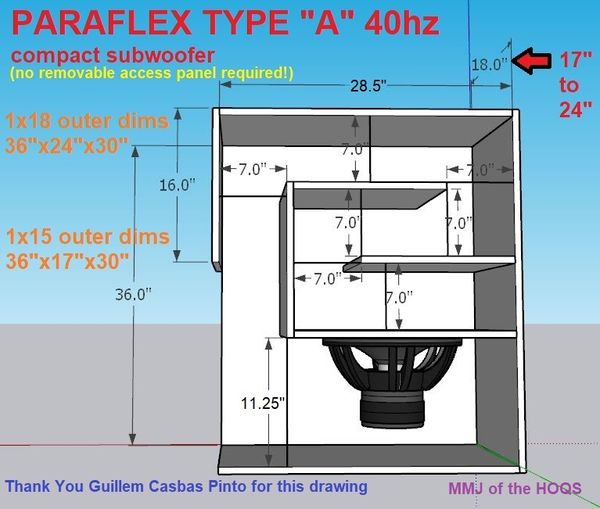 PARAFLEX TYPE "A" 40hz
compact subwoofer
(no removable access panel required!)
18.0"
17"
to
24"
28.5"
1x18 outer dims
36"x24"x30"
7.0"
7.0"
7.0"
16.0"
7.0'
7.0"
1x15 outer dims
36"x17"x30"
7.0"
7.0"
36.0"
11.25"
Thank You Guillem Casbas Pinto for this drawing
MMJ of the HOQS